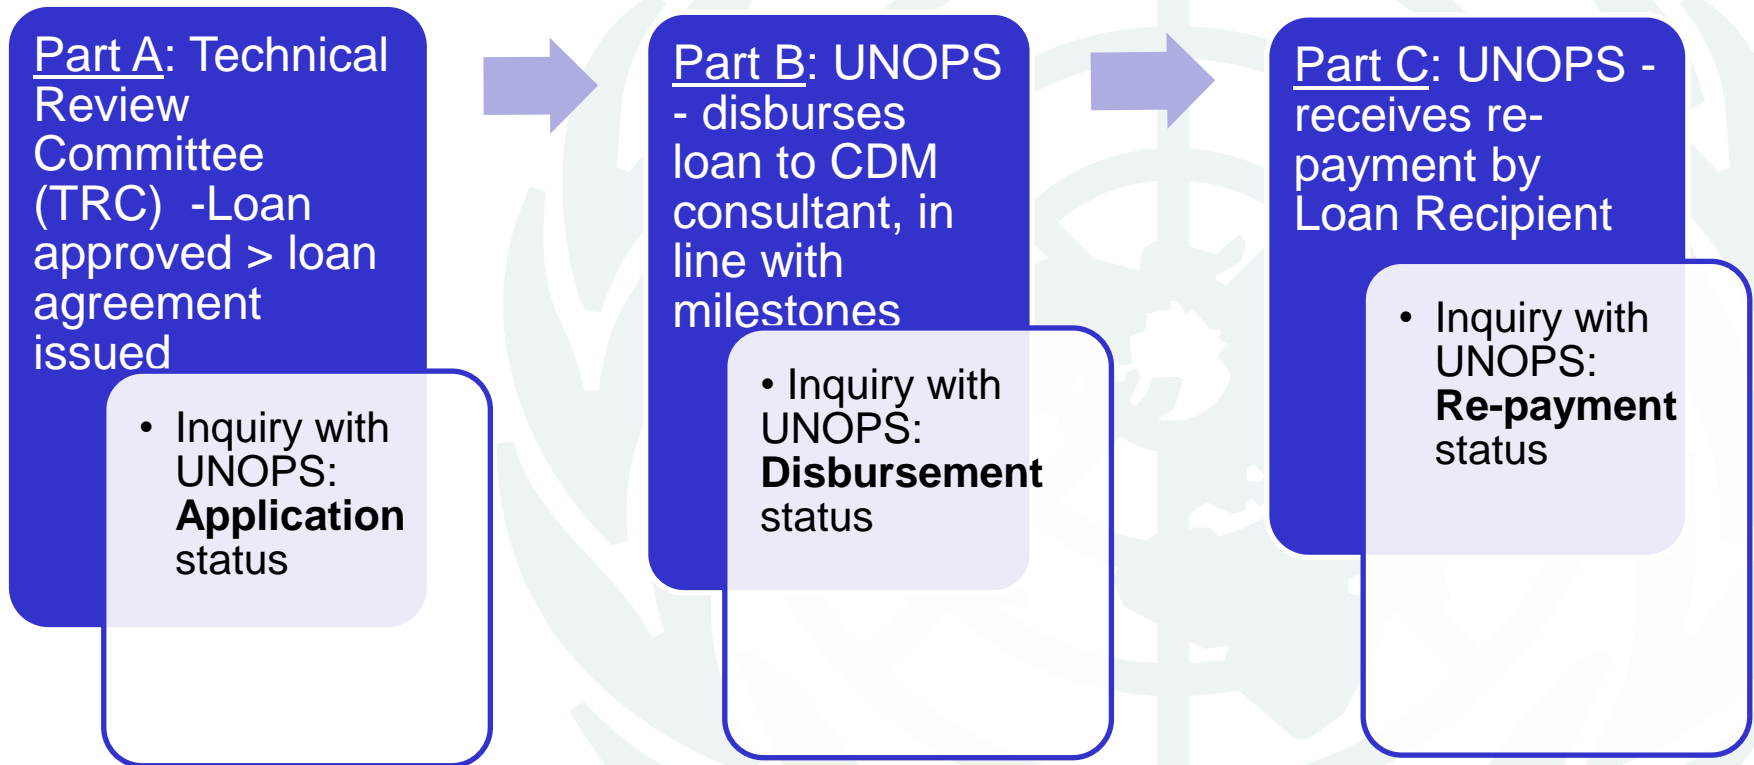 Part A: Technical
Review
Committee
(TRC)  -Loan
approved > loan
agreement
issued
• Inquiry with
UNOPS:
Application
status
Part B: UNOPS
- disburses
loan to CDM
consultant, in
line with
milestones
• Inquiry with
UNOPS:
Disbursement
status
Part C: UNOPS -
receives re-
payment by
Loan Recipient
• Inquiry with
UNOPS:
Re-payment
status